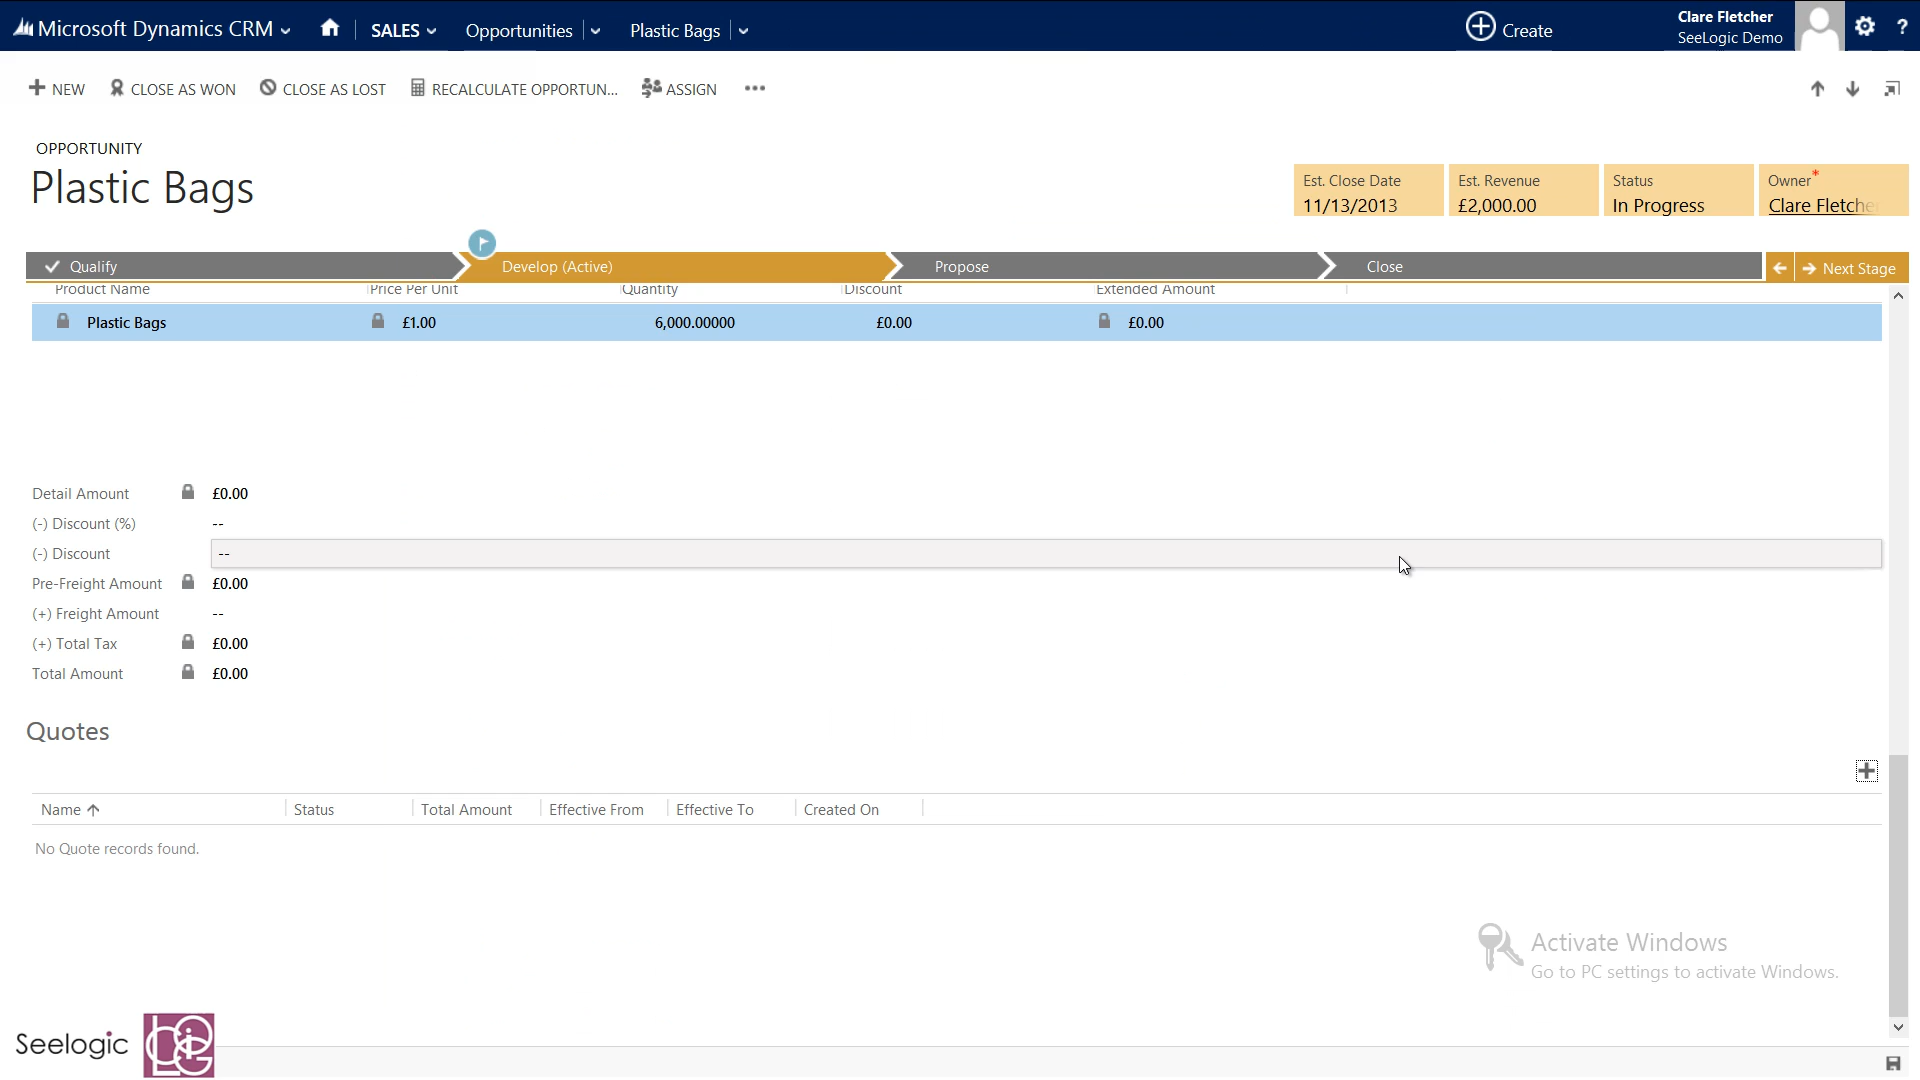 Microsoft Dynamics CRM SALES Opportunities Plastic Bags Create Clare Fletcher
SeeLogic Demo ?
NEW CLOSE AS WON CLOSE AS LOST RECALCULATE OPPORTUN... ASSIGN
OPPORTUNITY
Plastic Bags
Est. Close Date Est. Revenue Status Owner*
11/13/2013 £2,000.00 In Progress Clare Fletche
Qualify Develop (Active) Propose Close Next Stage
Product Name Price Per Unit Quantity Discount Extended Amount
Plastic Bags £1.00 6,000.00000 £0.00 £0.00
Detail Amount £0.00
(-) Discount (%) --
(-) Discount --
Pre-Freight Amount £0.00
(+) Freight Amount --
(+) Total Tax £0.00
Total Amount £0.00
Quotes
Name Status Total Amount Effective From Effective To Created On
No Quote records found.
Activate Windows
Go to PC settings to activate Windows.
Seelogic